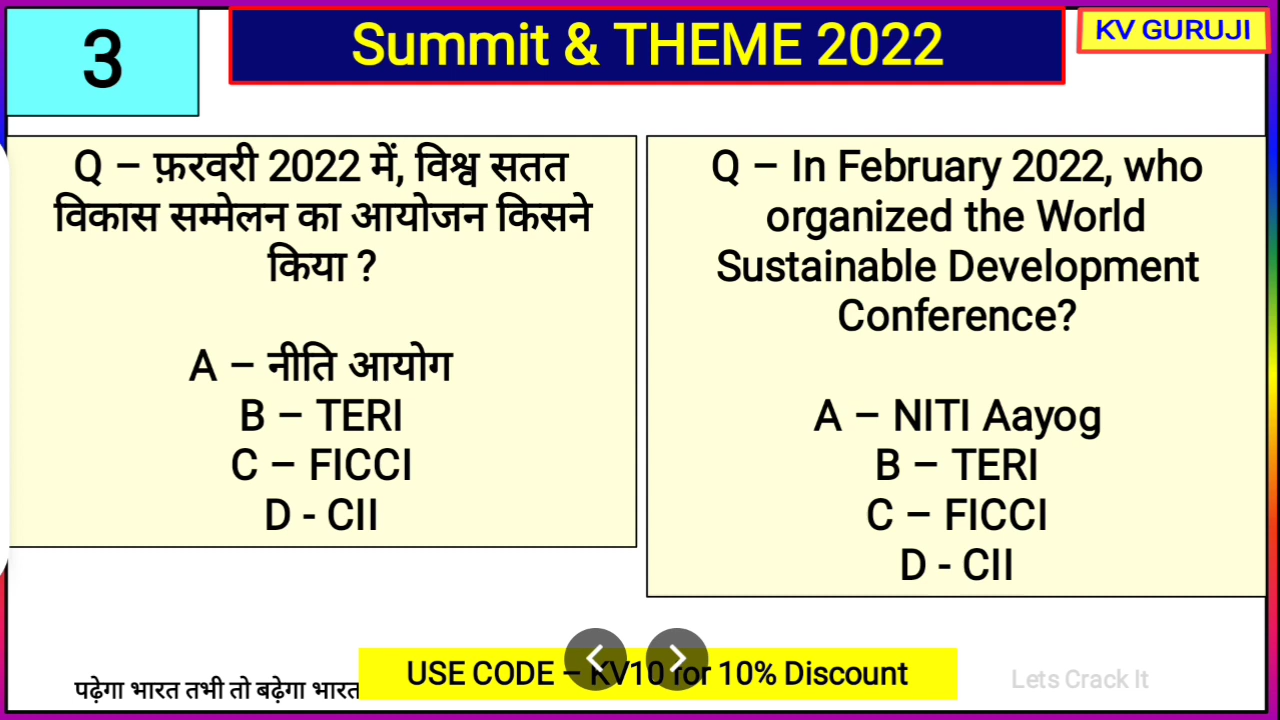 3
Summit & THEME 2022
KV GURUJI
Q – फ़रवरी 2022 में, विश्व सतत
विकास सम्मेलन का आयोजन किसने
किया ?
A – नीति आयोग
B – TERI
C – FICCI
D - CII
Q – In February 2022, who
organized the World
Sustainable Development
Conference?
A – NITI Aayog
B – TERI
C – FICCI
D - CII
पढ़ेगा भारत तभी तो बढ़ेगा भारत
USE CODE – KV10 for 10% Discount
Lets Crack It